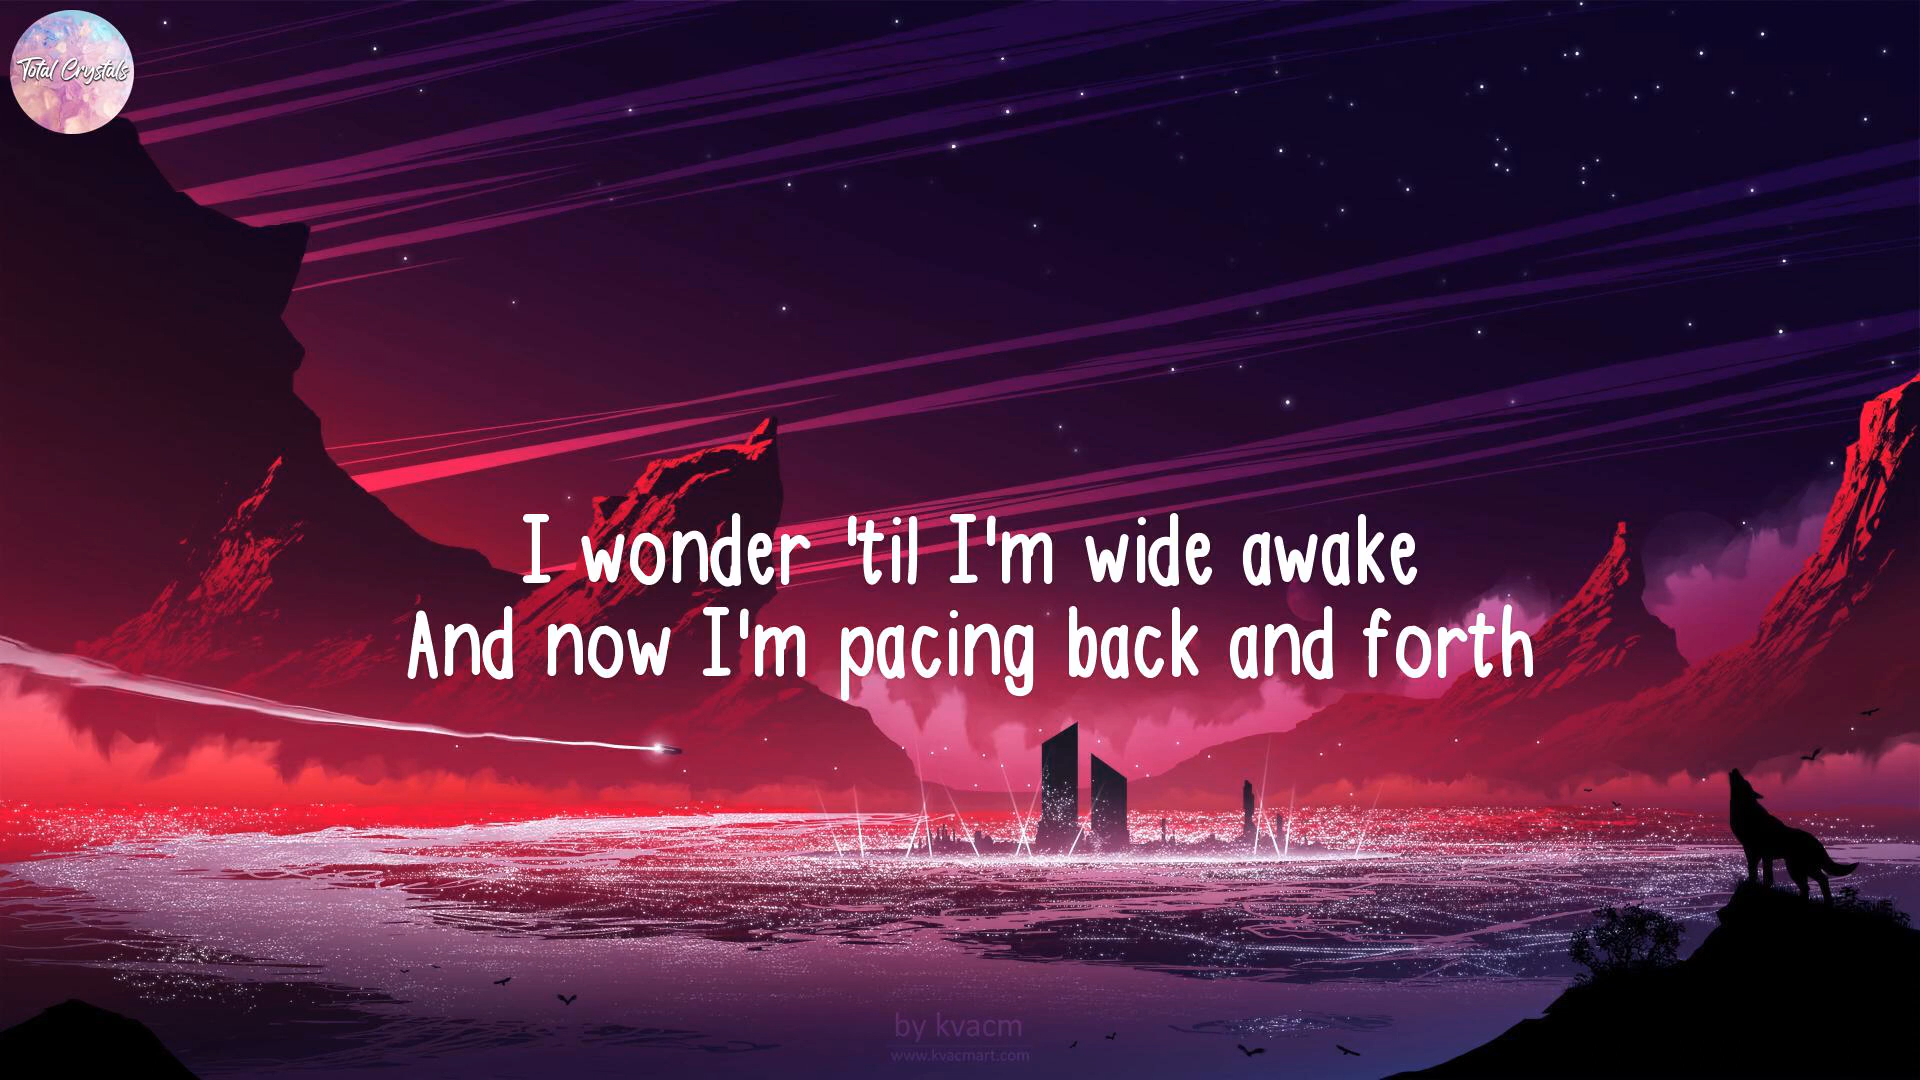 Total Crystals
I wonder 'til I'm wide awake
And now I'm pacing back and forth
by kvacm
www.kvacmart.com